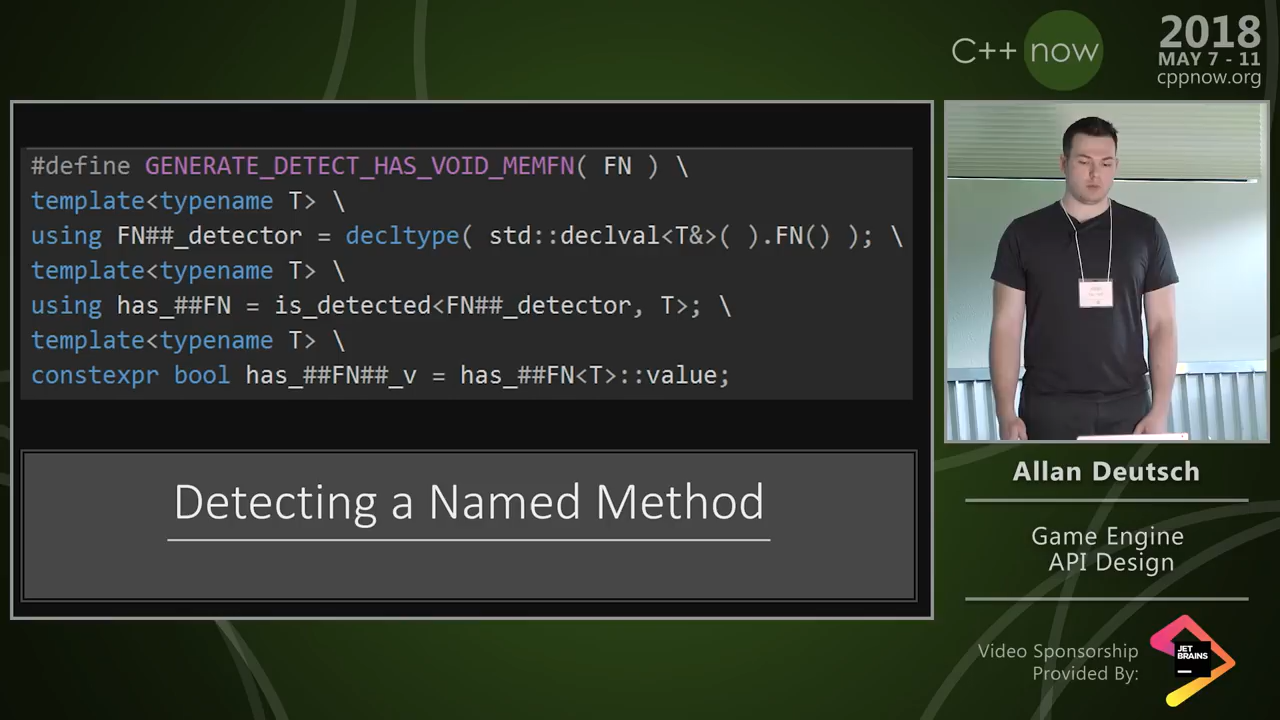 C++ now
2018
MAY 7 - 11
cppnow.org
#define GENERATE_DETECT_HAS_VOID_MEMFN( FN ) \
template<typename T> \
using FN##_detector = decltype( std::declval<T&>( ).FN() ); \
template<typename T> \
using has_##FN = is_detected<FN##_detector, T>; \
template<typename T> \
constexpr bool has_##FN##_v = has_##FN<T>::value;
Detecting a Named Method
Allan Deutsch
Game Engine
API Design
Video Sponsorship
Provided By:
JET
BRAINS